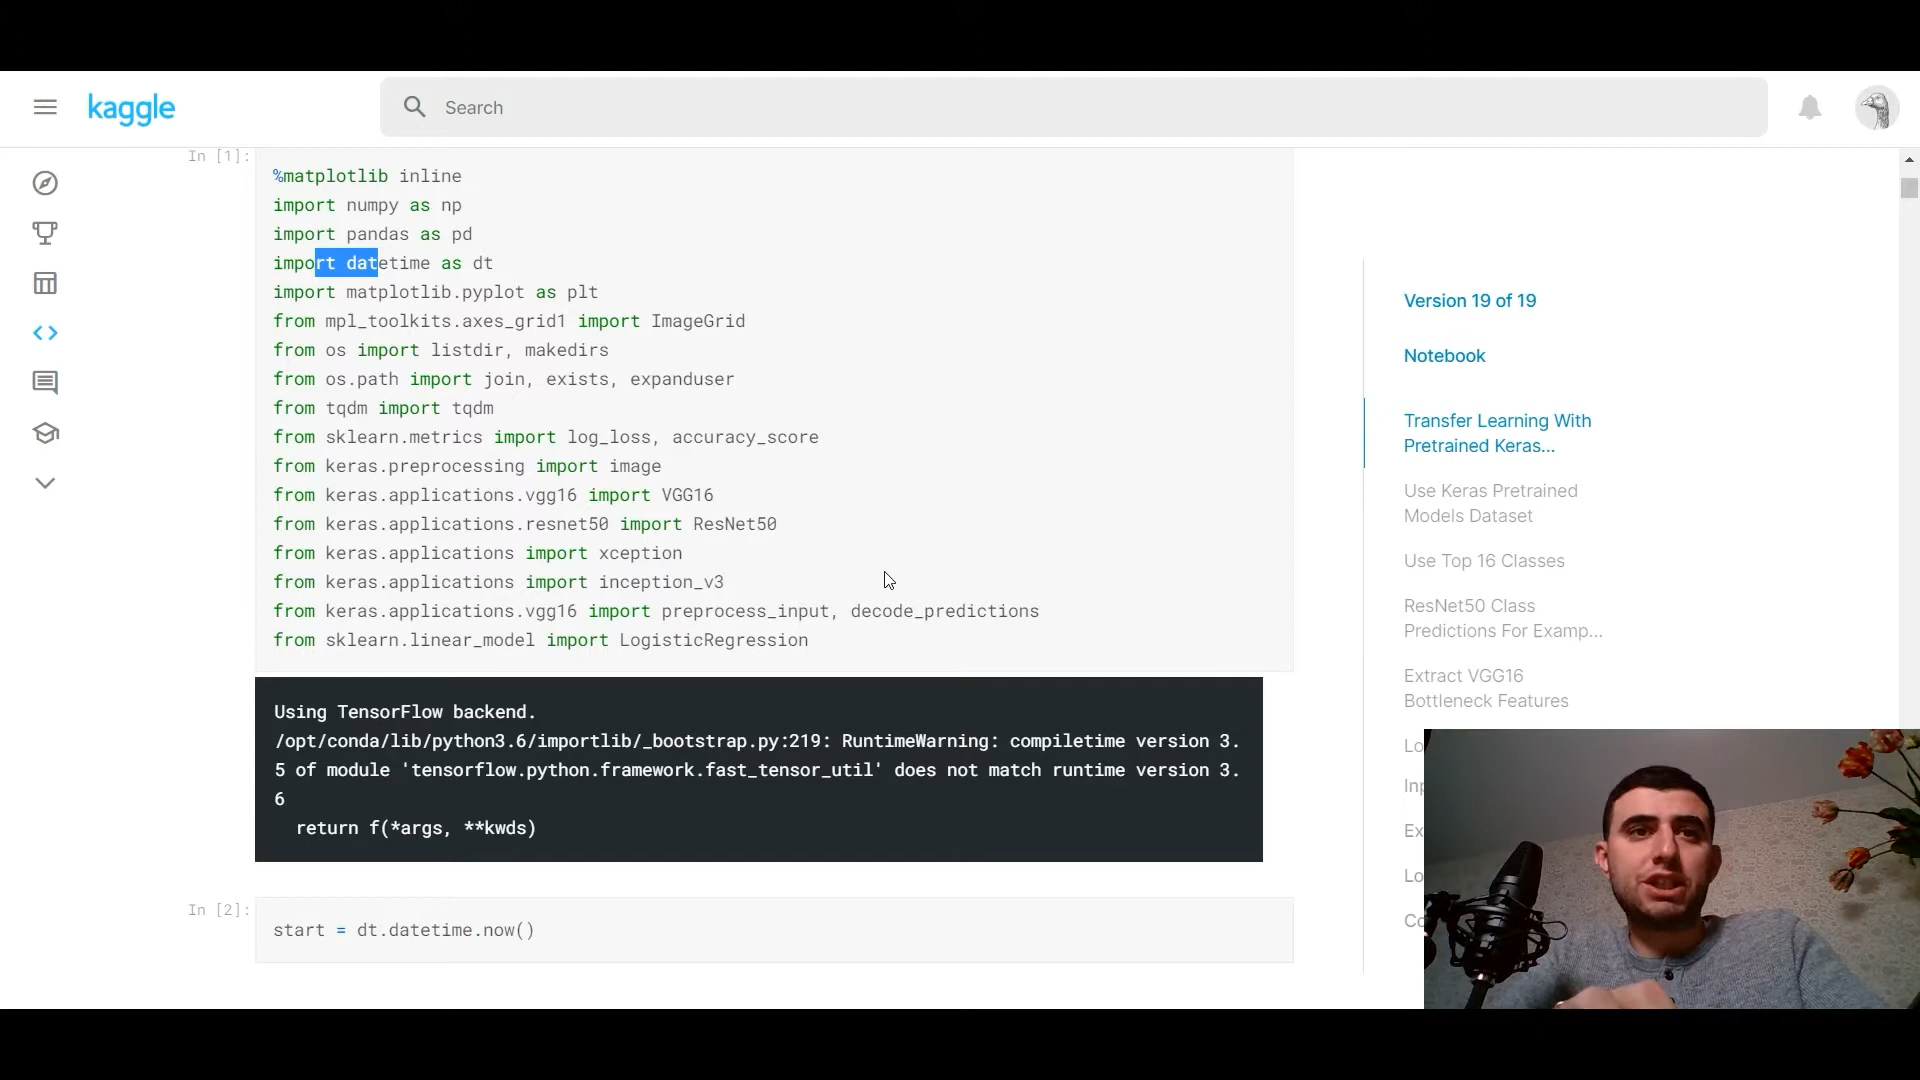 kaggle
Search
In [1]:
%matplotlib inline
import numpy as np
import pandas as pd
import datetime as dt
import matplotlib.pyplot as plt
from mpl_toolkits.axes_grid1 import ImageGrid
from os import listdir, makedirs
from os.path import join, exists, expanduser
from tqdm import tqdm
from sklearn.metrics import log_loss, accuracy_score
from keras.preprocessing import image
from keras.applications.vgg16 import VGG16
from keras.applications.resnet50 import ResNet50
from keras.applications import xception
from keras.applications import inception_v3
from keras.applications.vgg16 import preprocess_input, decode_predictions
from sklearn.linear_model import LogisticRegression
Using TensorFlow backend.
/opt/conda/lib/python3.6/importlib/_bootstrap.py:219: RuntimeWarning: compiletime version 3.
5 of module 'tensorflow.python.framework.fast_tensor_util' does not match runtime version 3.
6
return f(*args, **kwds)
In [2]:
start = dt.datetime.now()
Version 19 of 19
Notebook
Transfer Learning With
Pretrained Keras...
Use Keras Pretrained
Models Dataset
Use Top 16 Classes
ResNet50 Class
Predictions For Examp...
Extract VGG16
Bottleneck Features
Lo
Inp
Ex
Lo
Co